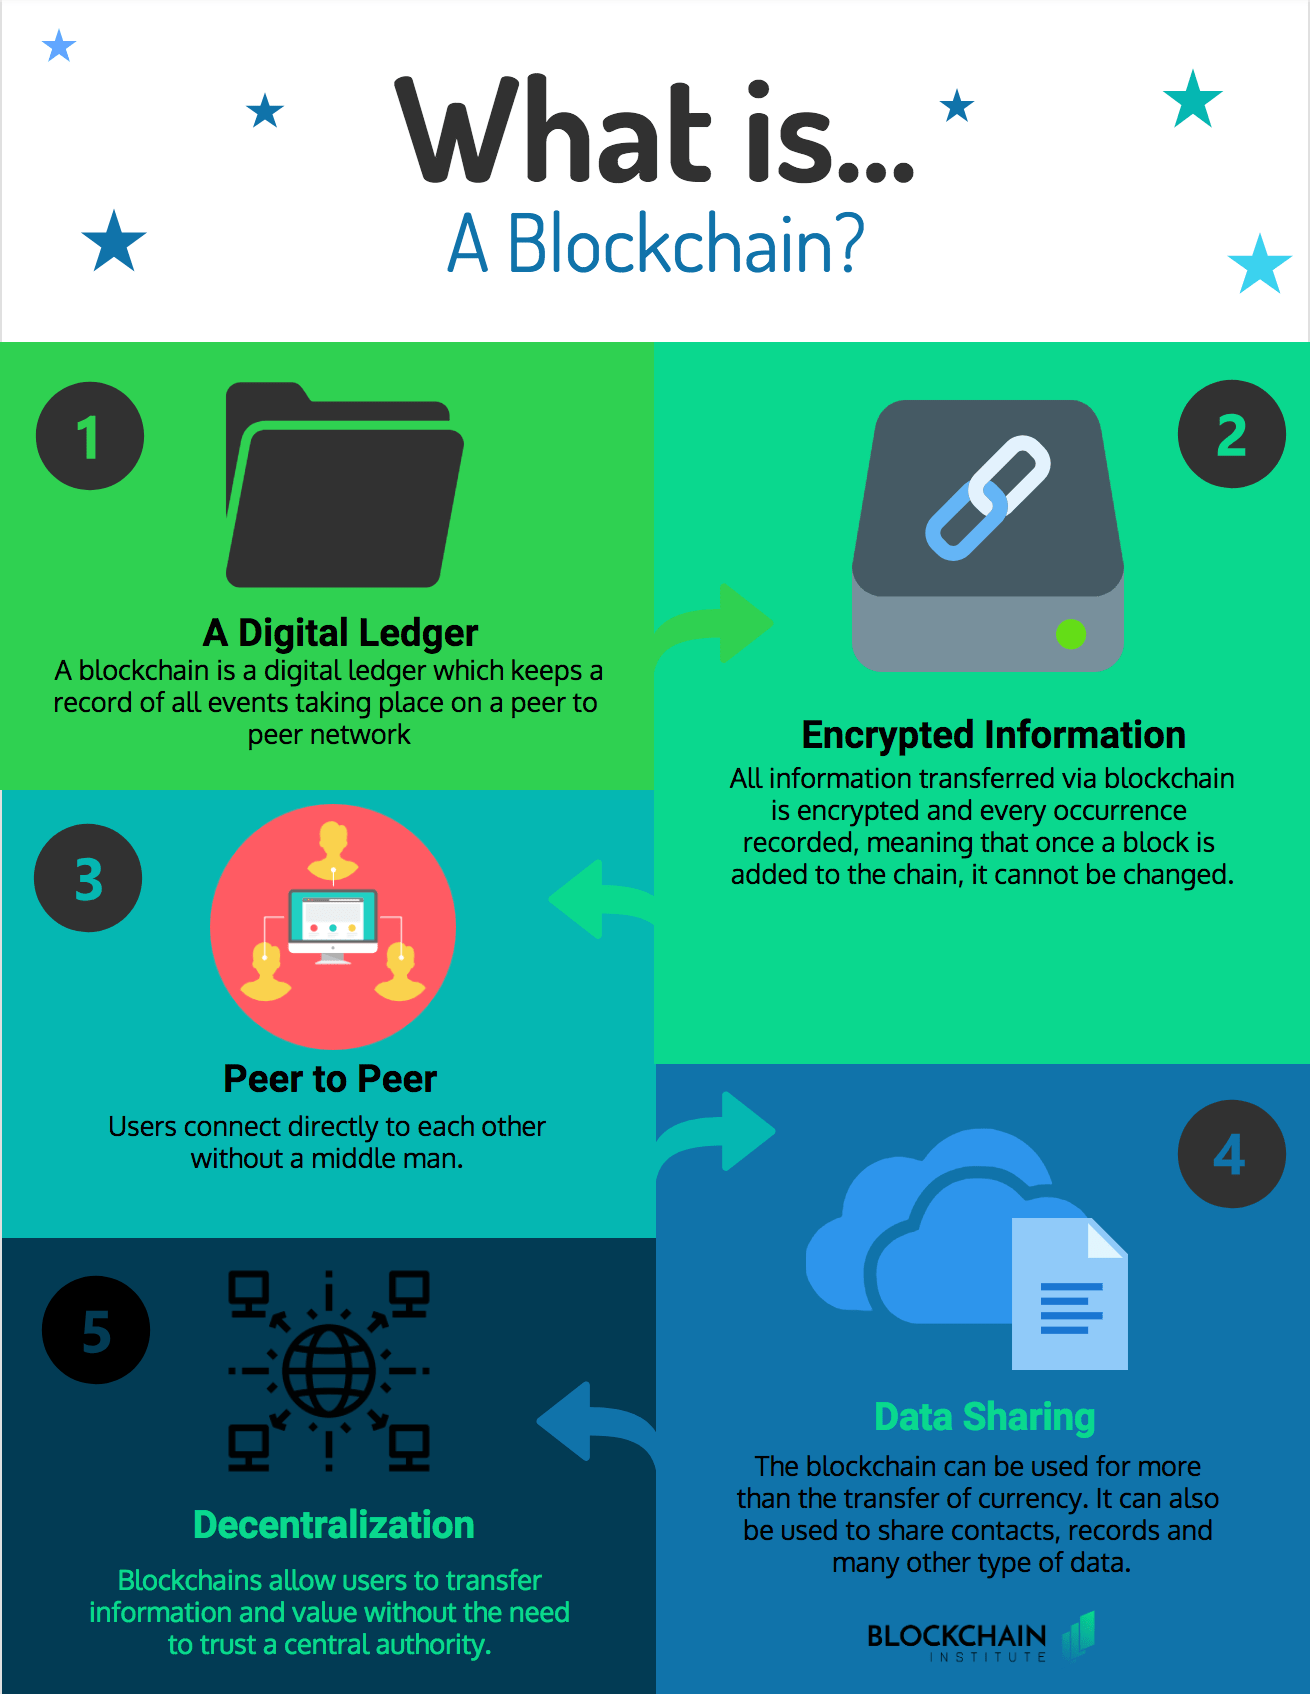 What is...
A Blockchain?
1
A Digital Ledger
A blockchain is a digital ledger which keeps a
record of all events taking place on a peer to
peer network
2
Encrypted Information
All information transferred via blockchain
is encrypted and every occurrence
recorded, meaning that once a block is
added to the chain, it cannot be changed.
3
Peer to Peer
Users connect directly to each other
without a middle man.
4
Data Sharing
The blockchain can be used for more
than the transfer of currency. It can also
be used to share contacts, records and
many other type of data.
5
Decentralization
Blockchains allow users to transfer
information and value without the need
to trust a central authority.
BLOCKCHAIN
INSTITUTE